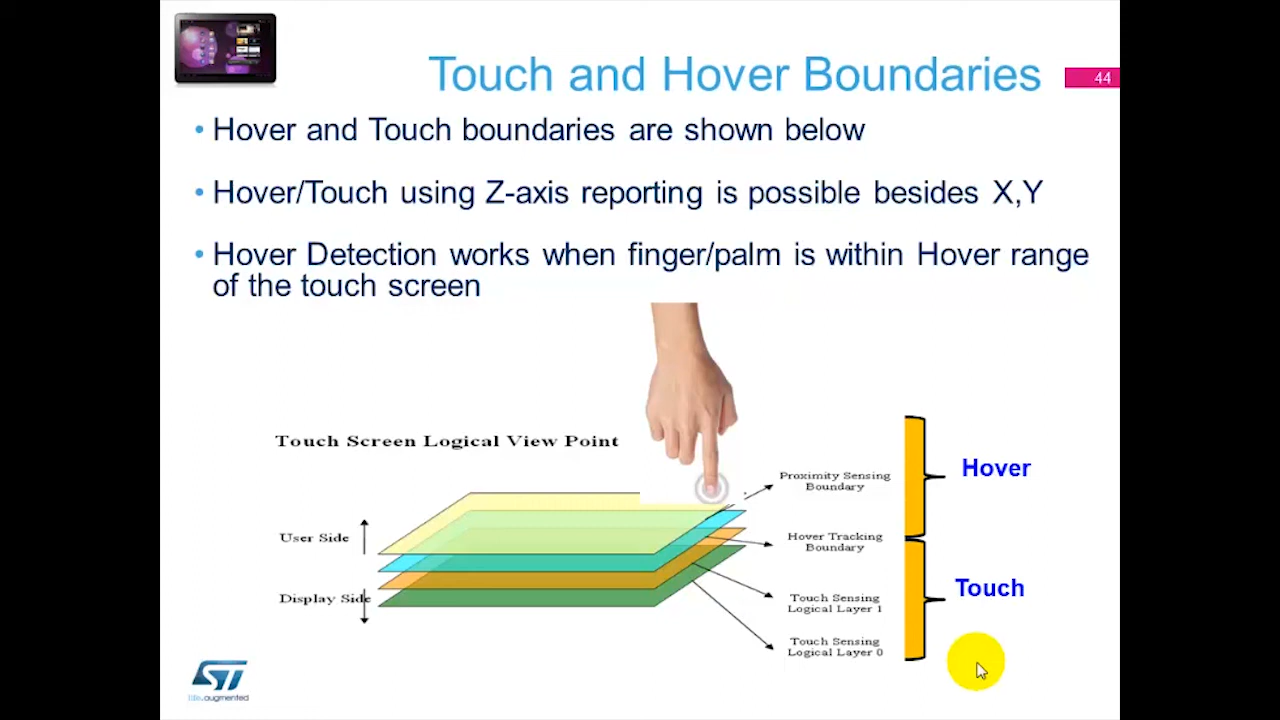 Touch and Hover Boundaries
44
• Hover and Touch boundaries are shown below
• Hover/Touch using Z-axis reporting is possible besides X,Y
• Hover Detection works when finger/palm is within Hover range
of the touch screen
Touch Screen Logical View Point
Proximity Sensing
Boundary
Hover
User Side
Hover Tracking
Boundary
Display Side
Touch Sensing
Logical Layer 1
Touch
Touch Sensing
Logical Layer 0
ST
life.augmented